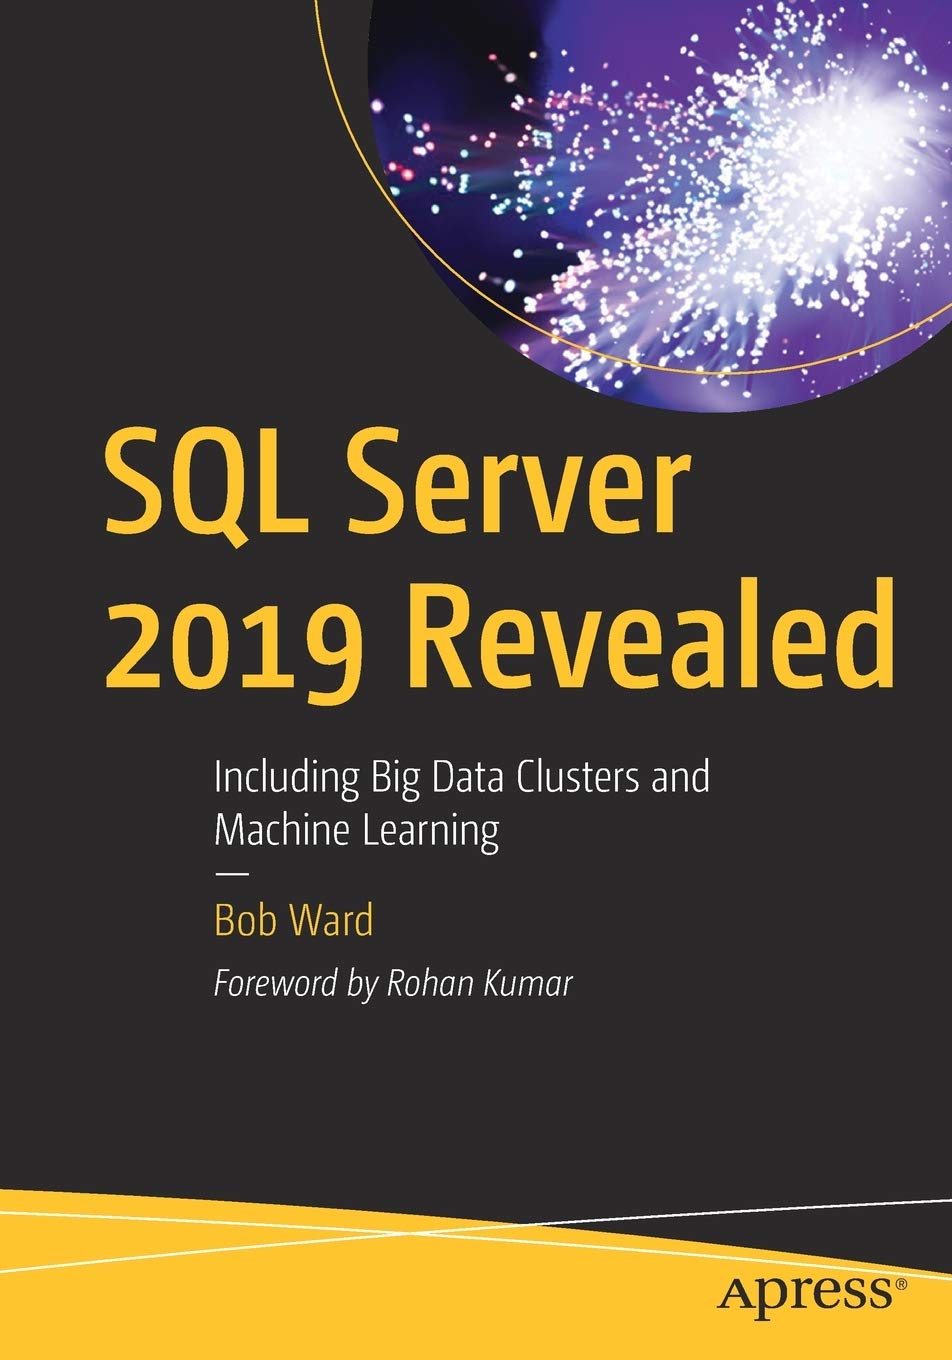 SQL Server
2019 Revealed
Including Big Data Clusters and
Machine Learning
—
Bob Ward
Foreword by Rohan Kumar
Apress®